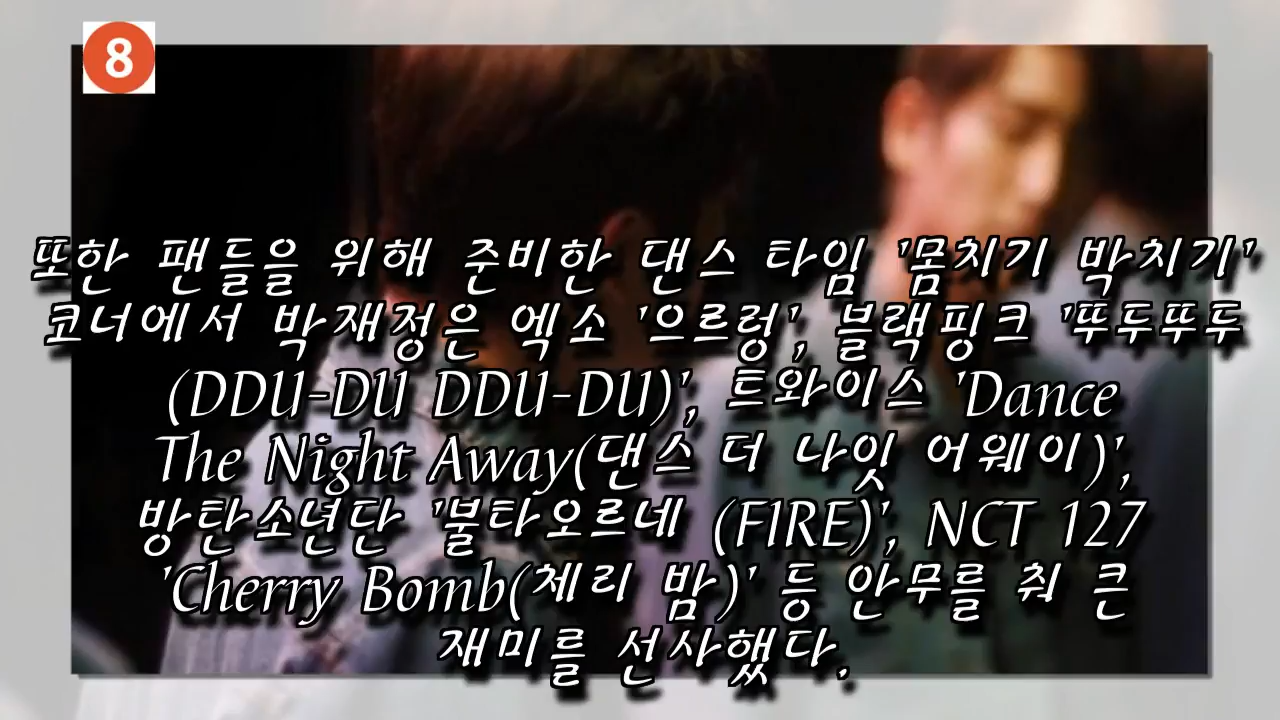 8
또한 팬들을 위해 준비한 댄스 타임 '몸치기 박치기'
코너에서 박재정은 엑소 '으르렁', 블랙핑크 '뚜두뚜두
(DDU-DU DDU-DU)', 트와이스 'Dance
The Night Away(댄스 더 나잇 어웨이)',
방탄소년단 '불타오르네 (FIRE)', NCT 127
'Cherry Bomb(체리 밤)' 등 안무를 춰 큰
재미를 선사했다.